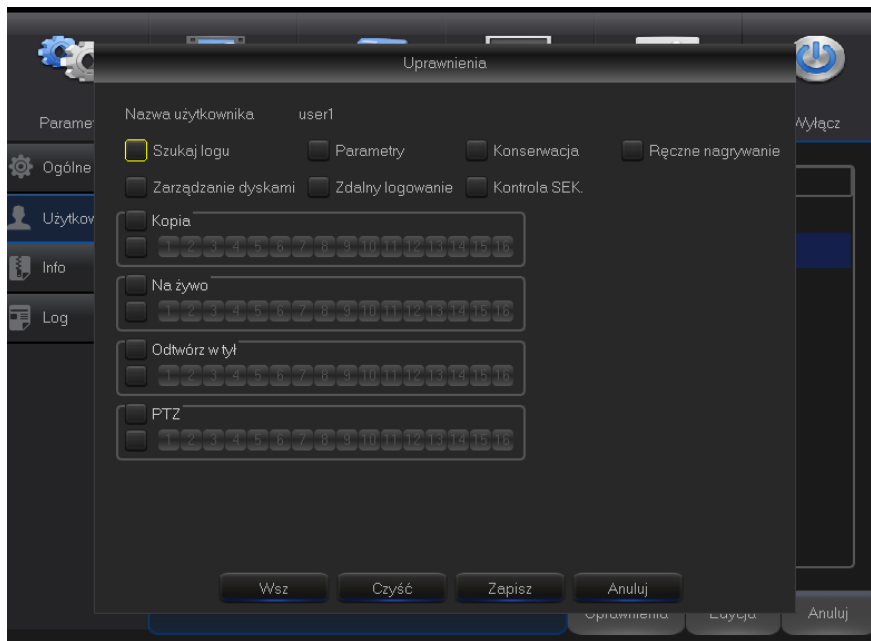 Uprawnienia
Parame
Wyłącz
Nazwa użytkownika user1
Szukaj logu Parametry Konserwacja Ręczne nagrywanie
Ogólne
Zarządzanie dyskami Zdalny logowanie Kontrola SEK.
Użytkow
Kopia
1 2 3 4 5 6 7 8 9 10 11 12 13 14 15 16
Info
Na żywo
1 2 3 4 5 6 7 8 9 10 11 12 13 14 15 16
Log
Odtwórz w tył
1 2 3 4 5 6 7 8 9 10 11 12 13 14 15 16
PTZ
1 2 3 4 5 6 7 8 9 10 11 12 13 14 15 16
Wsz Czyść Zapisz Anuluj
Uprawnienia Edycja Anuluj